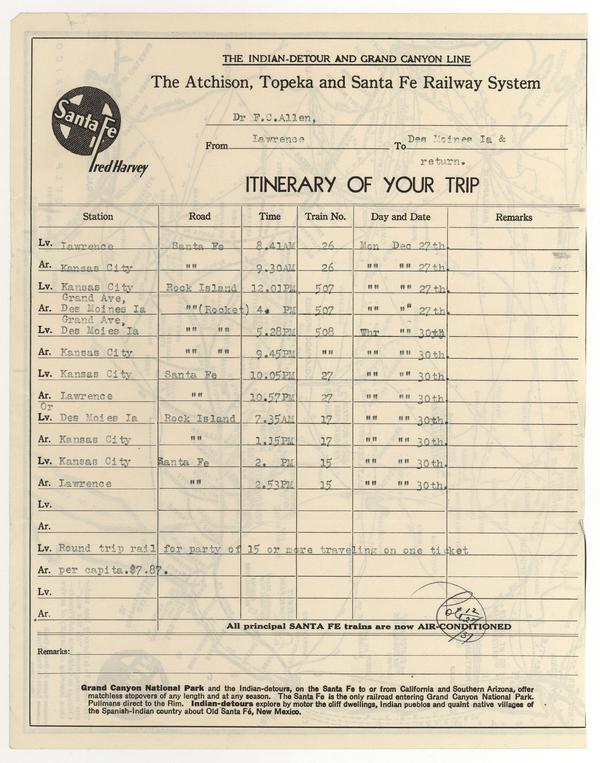 THE INDIAN-DETOUR AND GRAND CANYON LINE
The Atchison, Topeka and Santa Fe Railway System
Santa Fe
Fred Harvey
Dr F.C.Allen,
From Lawrence To Des Moines Ia &
return.
ITINERARY OF YOUR TRIP
Station Road Time Train No. Day and Date Remarks
Lv. Lawrence Santa Fe 8.41AM 26 Mon Dec 27th.
Ar. Kansas City "" 9.30AM 26 "" "" 27th.
Lv. Kansas City Rock Island 12.01PM 507 "" "" 27th.
Grand Ave,
Ar. Des Moines Ia ""(Rocket) 4. PM 507 "" "" 27th.
Grand Ave,
Lv. Des Moies Ia "" "" 5.28PM 508 Whr "" 30th
Ar. Kansas City "" "" 9.45PM "" "" "" 30th.
Lv. Kansas City Santa Fe 10.05PM 27 "" "" 30th.
Ar. Lawrence "" 10.57PM 27 "" "" 30th.
Or
Lv. Des Moies Ia Rock Island 7.35AM 17 "" "" 30th.
Ar. Kansas City "" 1.15PM 17 "" "" 30th.
Lv. Kansas City Santa Fe 2. PM 15 "" "" 30th.
Ar. Lawrence "" 2.53PM 15 "" "" 30th.
Lv.
Ar.
Lv. Round trip rail for party of 15 or more traveling on one ticket
Ar. per capita.$7.87.
Lv.
Ar.
12
37
All principal SANTA FE trains are now AIR-CONDITIONED
Remarks:
Grand Canyon National Park and the Indian-detours, on the Santa Fe to or from California and Southern Arizona, offer
matchless stopovers of any length and at any season. The Santa Fe is the only railroad entering Grand Canyon National Park.
Pullmans direct to the Rim. Indian-detours explore by motor the cliff dwellings, Indian pueblos and quaint native villages of
the Spanish-Indian country about Old Santa Fé, New Mexico.